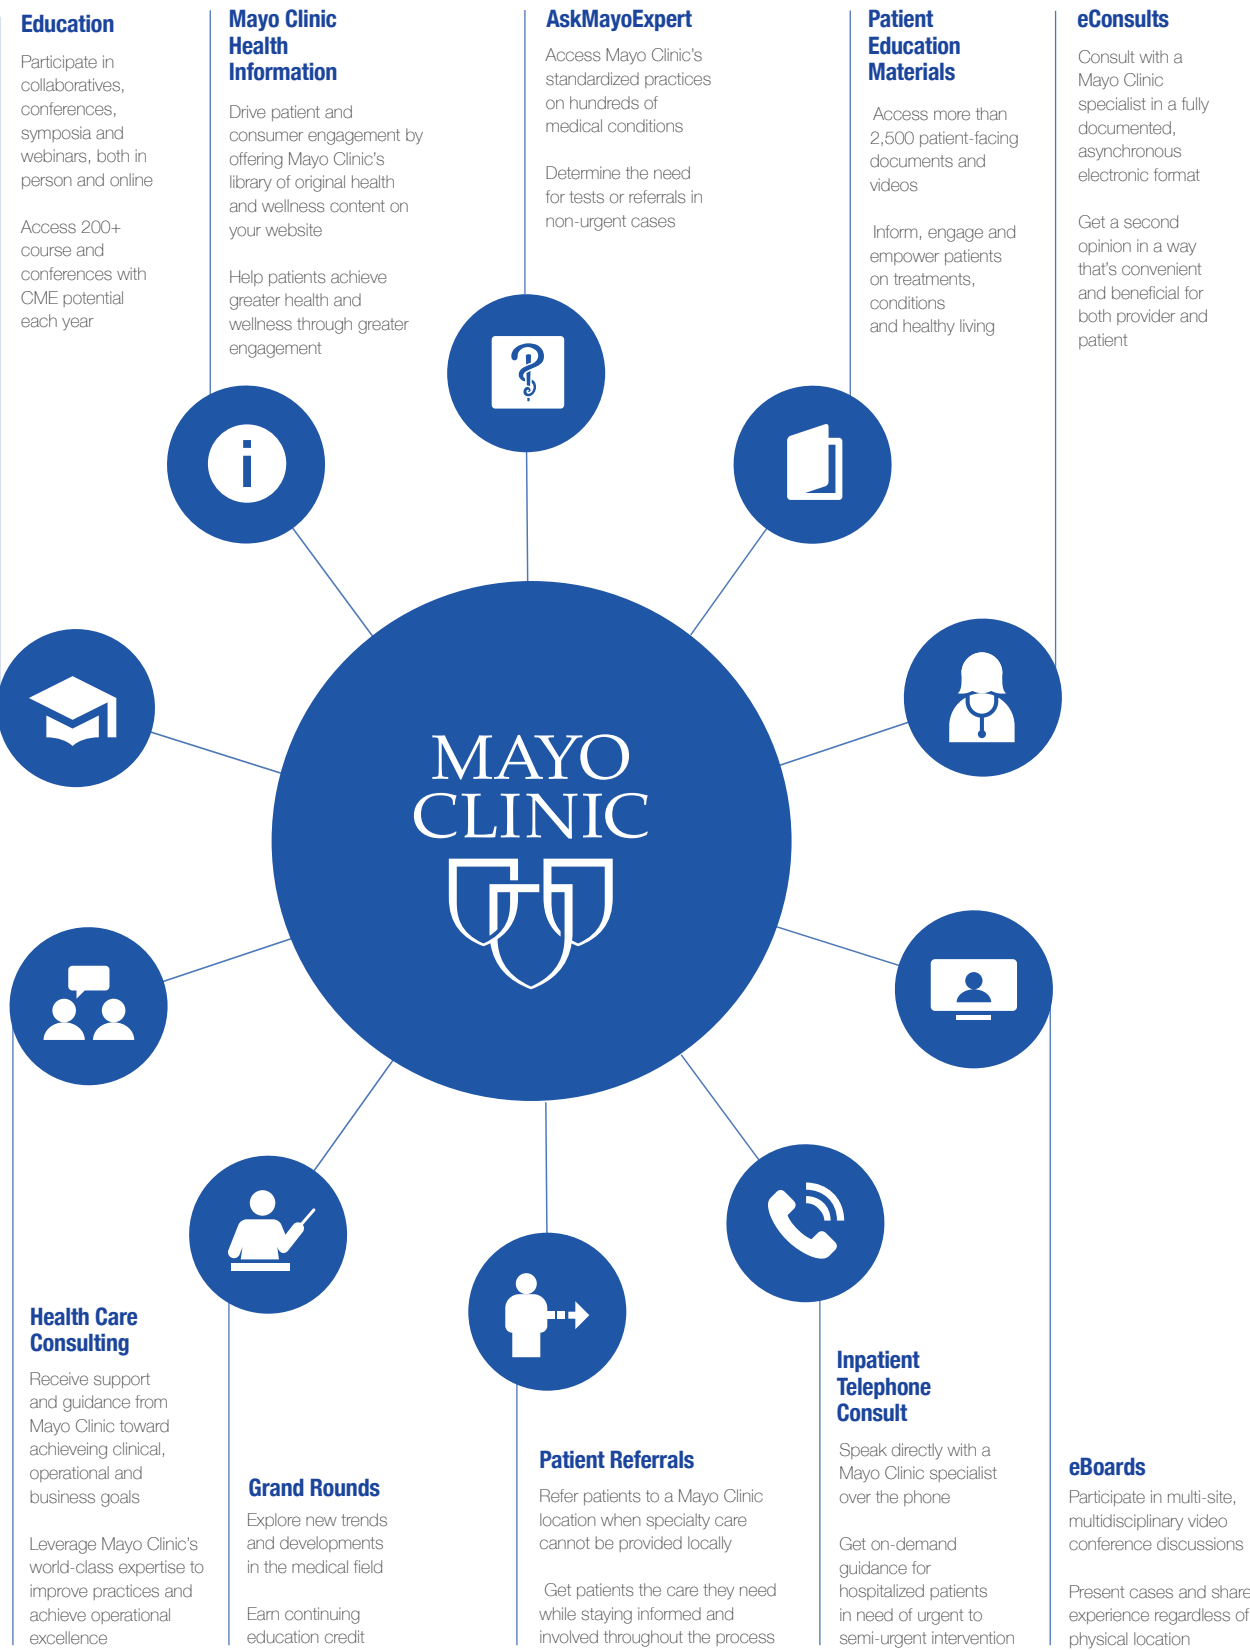 Education
Participate in
collaboratives,
conferences,
symposia and
webinars, both in
person and online
Access 200+
course and
conferences with
CME potential
each year
Mayo Clinic
Health
Information
Drive patient and
consumer engagement by
offering Mayo Clinic's
library of original health
and wellness content on
your website
Help patients achieve
greater health and
wellness through greater
engagement
AskMayoExpert
Access Mayo Clinic's
standardized practices
on hundreds of
medical conditions
Determine the need
for tests or referrals in
non-urgent cases
Patient
Education
Materials
Access more than
2,500 patient-facing
documents and
videos
Inform, engage and
empower patients
on treatments,
conditions
and healthy living
eConsults
Consult with a
Mayo Clinic
specialist in a fully
documented,
asynchronous
electronic format
Get a second
opinion in a way
that's convenient
and beneficial for
both provider and
patient
MAYO
CLINIC
Health Care
Consulting
Receive support
and guidance from
Mayo Clinic toward
achieveing clinical,
operational and
business goals
Leverage Mayo Clinic's
world-class expertise to
improve practices and
achieve operational
excellence
Grand Rounds
Explore new trends
and developments
in the medical field
Earn continuing
education credit
Patient Referrals
Refer patients to a Mayo Clinic
location when specialty care
cannot be provided locally
Get patients the care they need
while staying informed and
involved throughout the process
Inpatient
Telephone
Consult
Speak directly with a
Mayo Clinic specialist
over the phone
Get on-demand
guidance for
hospitalized patients
in need of urgent to
semi-urgent intervention
eBoards
Participate in multi-site,
multidisciplinary video
conference discussions
Present cases and share
experience regardless of
physical location